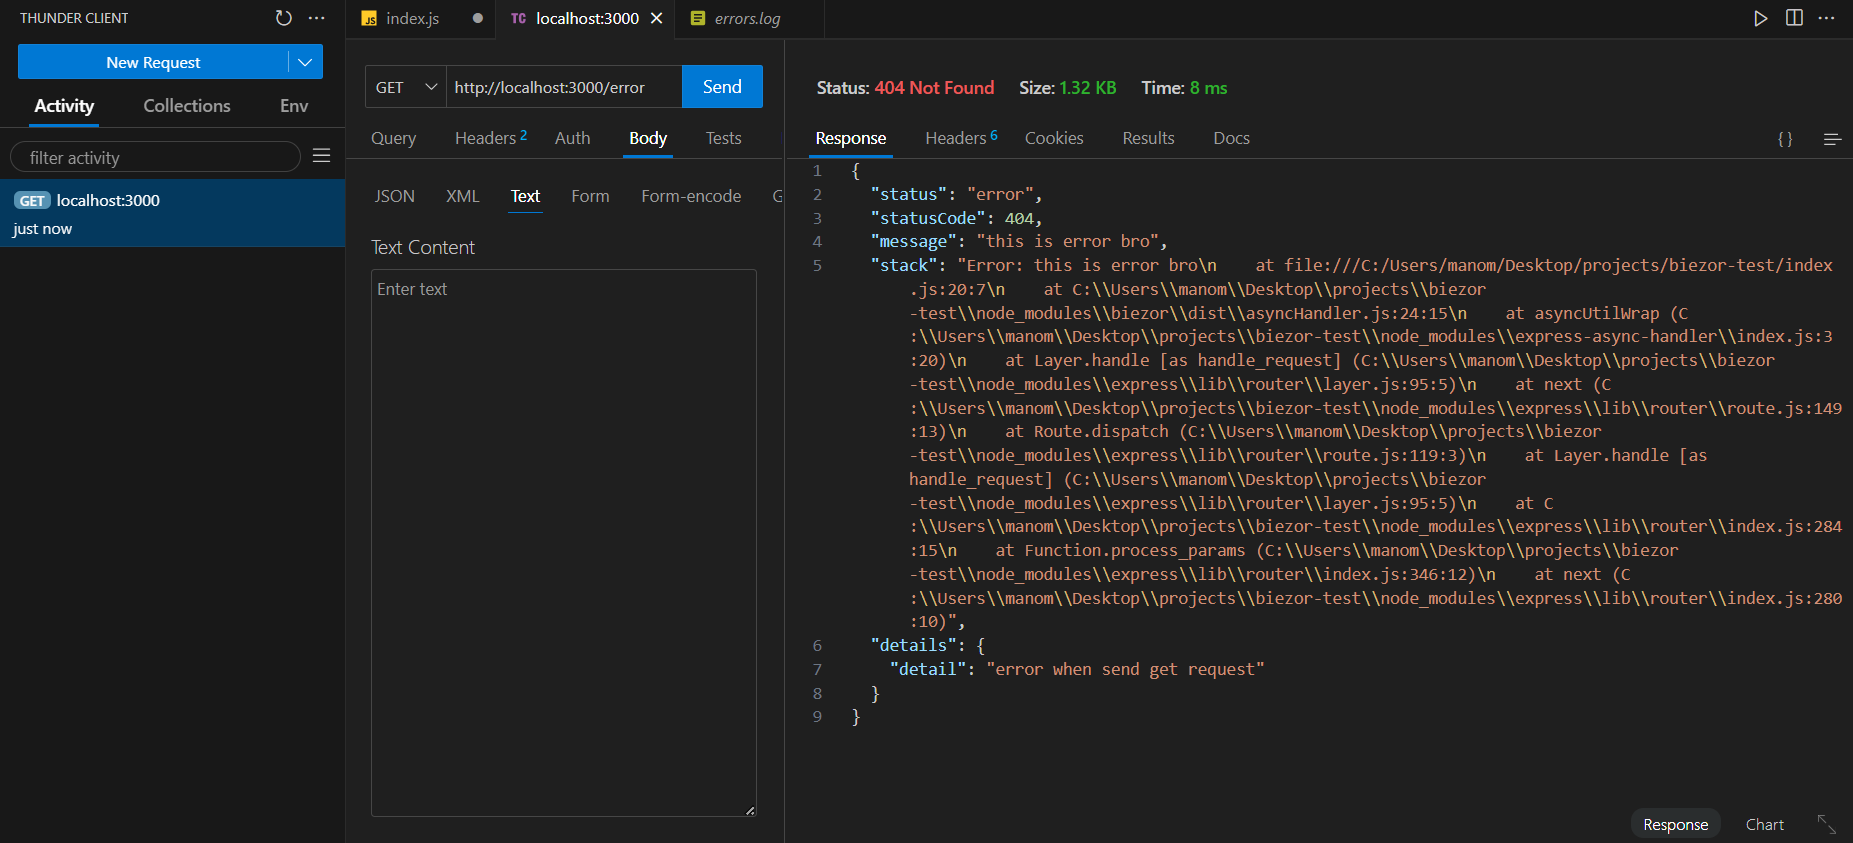 THUNDER CLIENT
New Request
Activity Collections Env
filter activity
GET localhost:3000
just now
JS index.js
TC localhost:3000
errors.log
GET http://localhost:3000/error Send
Query Headers 2 Auth Body Tests
JSON XML Text Form Form-encode G
Text Content
Enter text
Status: 404 Not Found Size: 1.32 KB Time: 8 ms
Response Headers 6 Cookies Results Docs {}
1 {
2 "status": "error",
3 "statusCode": 404,
4 "message": "this is error bro",
5 "stack": "Error: this is error bro\n    at file:///C:/Users/manom/Desktop/projects/biezor-test/index
.js:20:7\n    at C:\\Users\\manom\\Desktop\\projects\\biezor
-test\\node_modules\\biezor\\dist\\asyncHandler.js:24:15\n    at asyncUtilWrap (C
:\\Users\\manom\\Desktop\\projects\\biezor-test\\node_modules\\express-async-handler\\index.js:3
:20)\n    at Layer.handle [as handle_request] (C:\\Users\\manom\\Desktop\\projects\\biezor
-test\\node_modules\\express\\lib\\router\\layer.js:95:5)\n    at next (C
:\\Users\\manom\\Desktop\\projects\\biezor-test\\node_modules\\express\\lib\\router\\route.js:149
:13)\n    at Route.dispatch (C:\\Users\\manom\\Desktop\\projects\\biezor
-test\\node_modules\\express\\lib\\router\\route.js:119:3)\n    at Layer.handle [as
handle_request] (C:\\Users\\manom\\Desktop\\projects\\biezor
-test\\node_modules\\express\\lib\\router\\layer.js:95:5)\n    at C
:\\Users\\manom\\Desktop\\projects\\biezor-test\\node_modules\\express\\lib\\router\\index.js:284
:15\n    at Function.process_params (C:\\Users\\manom\\Desktop\\projects\\biezor
-test\\node_modules\\express\\lib\\router\\index.js:346:12)\n    at next (C
:\\Users\\manom\\Desktop\\projects\\biezor-test\\node_modules\\express\\lib\\router\\index.js:280
:10)",
6 "details": {
7 "detail": "error when send get request"
8 }
9 }
Response Chart